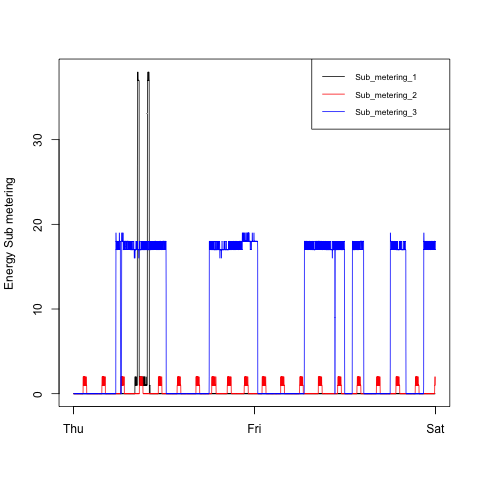 Sub_metering_1
Sub_metering_2
Sub_metering_3
Energy Sub metering
30
20
10
0
Thu
Fri
Sat